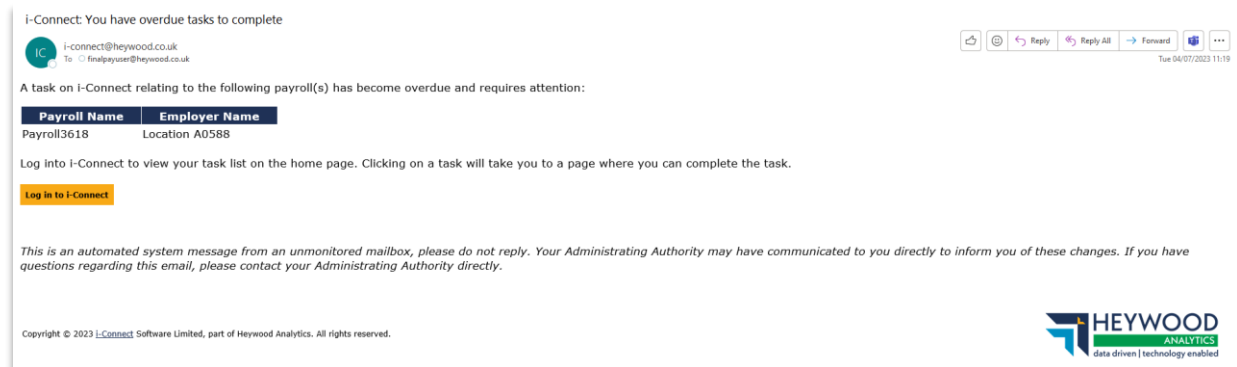 i-Connect: You have overdue tasks to complete
IC
i-connect@heywood.co.uk
To finalpayuser@heywood.co.uk
Reply
Reply All
Forward
Tue 04/07/2023 11:19
A task on i-Connect relating to the following payroll(s) has become overdue and requires attention:
Payroll Name Employer Name
Payroll3618 Location A0588
Log into i-Connect to view your task list on the home page. Clicking on a task will take you to a page where you can complete the task.
Log in to i-Connect
This is an automated system message from an unmonitored mailbox, please do not reply. Your Administrating Authority may have communicated to you directly to inform you of these changes. If you have
questions regarding this email, please contact your Administrating Authority directly.
Copyright © 2023 i-Connect Software Limited, part of Heywood Analytics. All rights reserved.
HEYWOOD
ANALYTICS
data driven | technology enabled